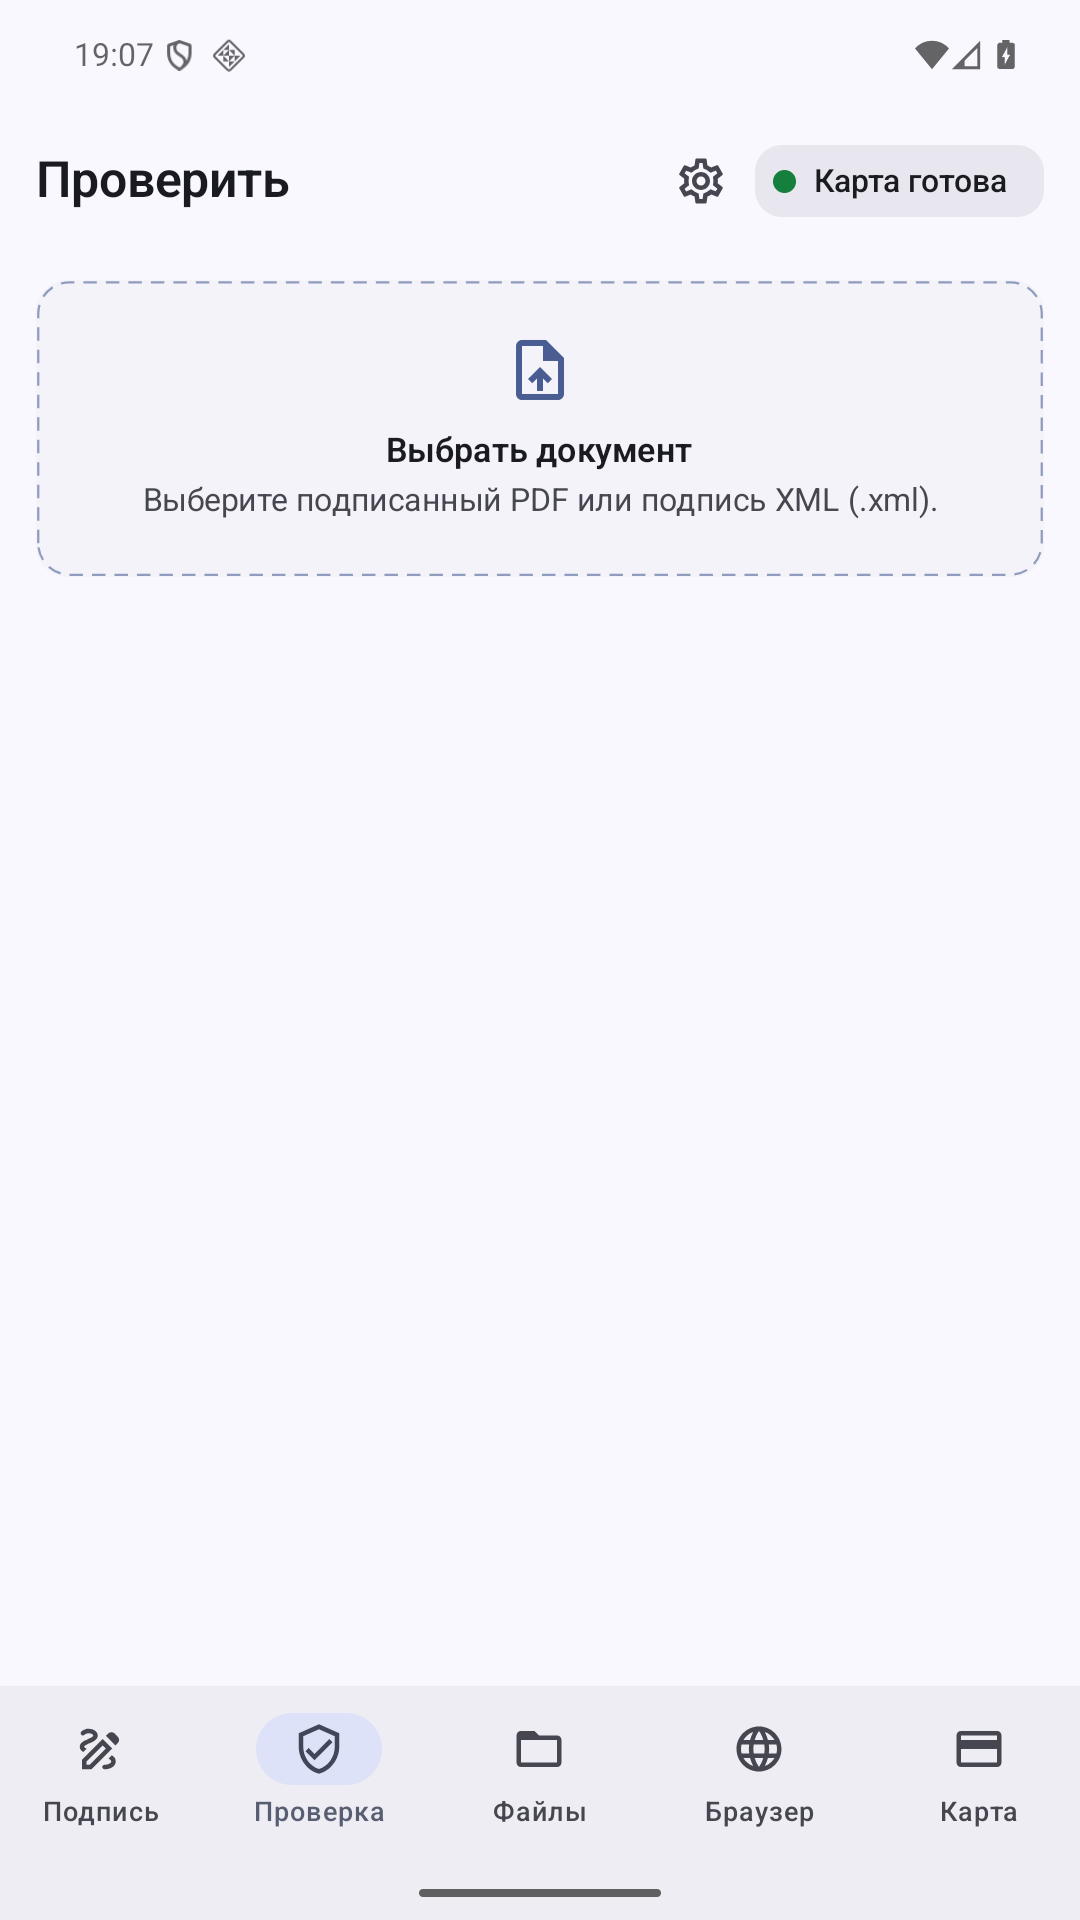 19:07
Проверить
Карта готова
Выбрать документ
Выберите подписанный PDF или подпись XML (.xml).
Подпись
Проверка
Файлы
Браузер
Карта